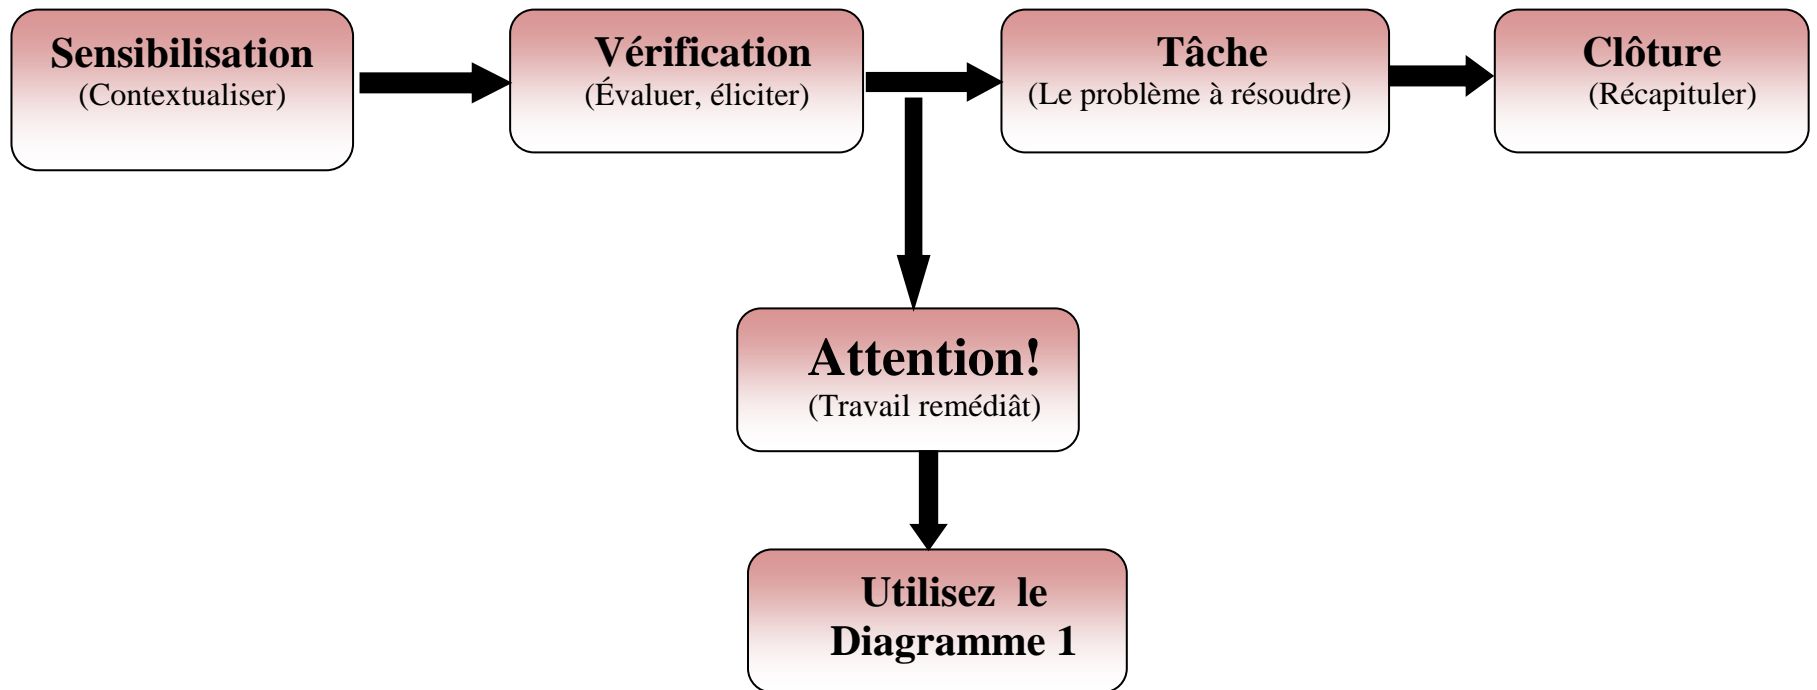 Sensibilisation
(Contextualiser)
Vérification
(Évaluer, éliciter)
Tâche
(Le problème à résoudre)
Clôture
(Récapituler)
Attention!
(Travail remédiât)
Utilisez le
Diagramme 1